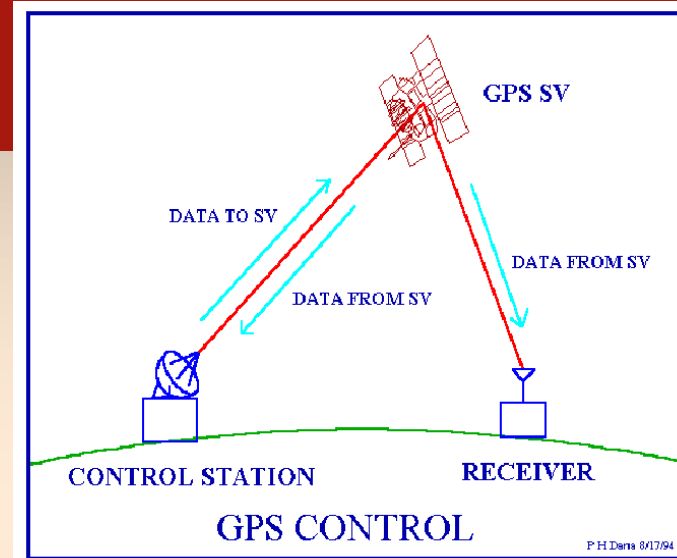 GPS SV
DATA TO SV
DATA FROM SV
DATA FROM SV
CONTROL STATION
RECEIVER
GPS CONTROL
P H Dana 8/17/94